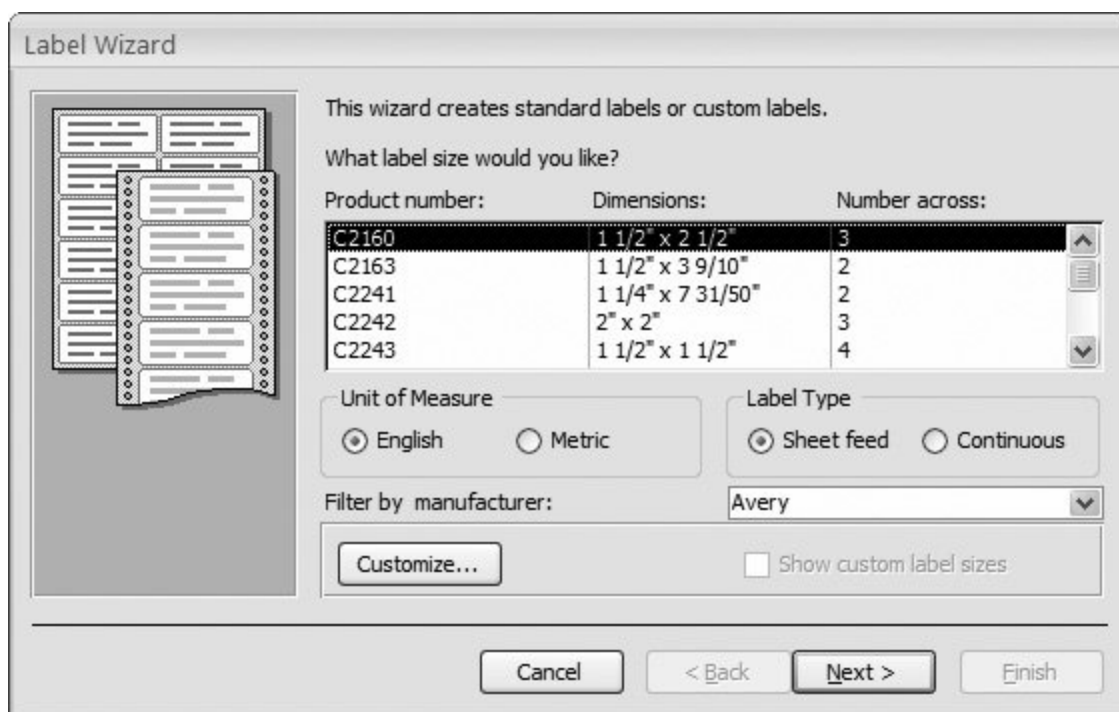 Label Wizard
This wizard creates standard labels or custom labels.
What label size would you like?
Product number: Dimensions: Number across:
C2160 1 1/2" x 2 1/2" 3
C2163 1 1/2" x 3 9/10" 2
C2241 1 1/4" x 7 31/50" 2
C2242 2" x 2" 3
C2243 1 1/2" x 1 1/2" 4
Unit of Measure Label Type
English Metric Sheet feed Continuous
Filter by manufacturer: Avery
Customize... Show custom label sizes
Cancel < Back Next > Finish